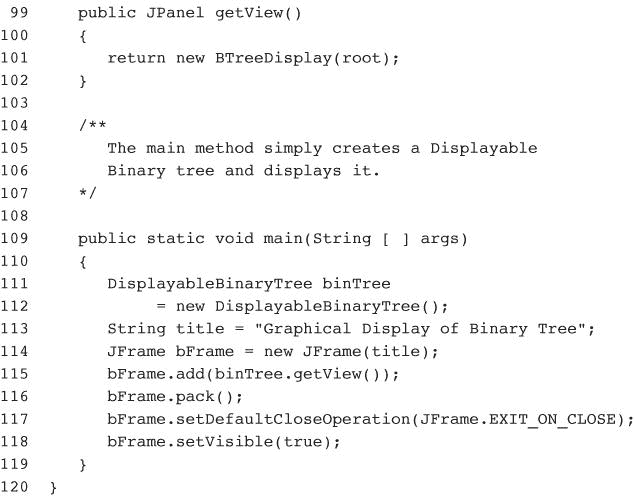 99 public JPanel getView()
100 {
101 return new BTreeDisplay(root);
102 }
103
104 /**
105 The main method simply creates a Displayable
106 Binary tree and displays it.
107 */
108
109 public static void main(String [ ] args)
110 {
111 DisplayableBinaryTree binTree
112 = new DisplayableBinaryTree();
113 String title = "Graphical Display of Binary Tree";
114 JFrame bFrame = new JFrame(title);
115 bFrame.add(binTree.getView());
116 bFrame.pack();
117 bFrame.setDefaultCloseOperation(JFrame.EXIT_ON_CLOSE);
118 bFrame.setVisible(true);
119 }
120 }